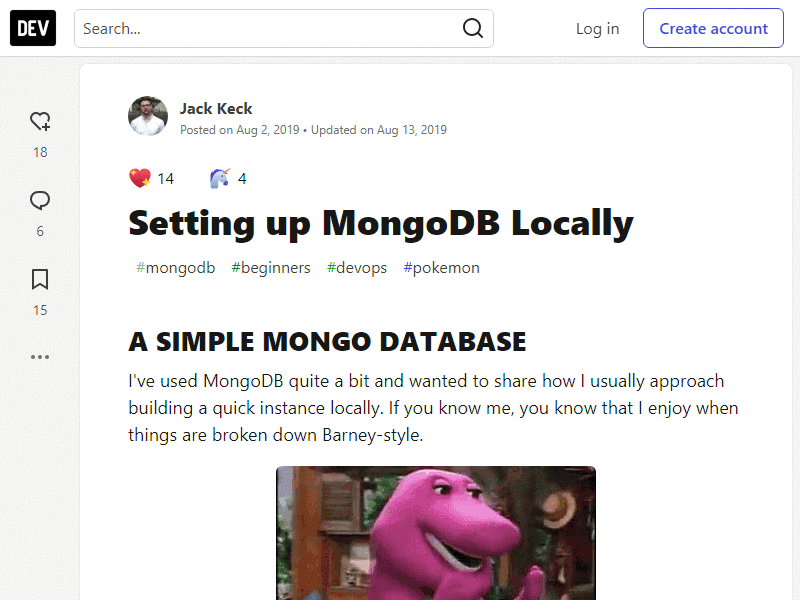 DEV
Search...
Log in
Create account
Jack Keck
Posted on Aug 2, 2019 • Updated on Aug 13, 2019
14
4
Setting up MongoDB Locally
#mongodb #beginners #devops #pokemon
18
6
15
A SIMPLE MONGO DATABASE
I've used MongoDB quite a bit and wanted to share how I usually approach
building a quick instance locally. If you know me, you know that I enjoy when
things are broken down Barney-style.